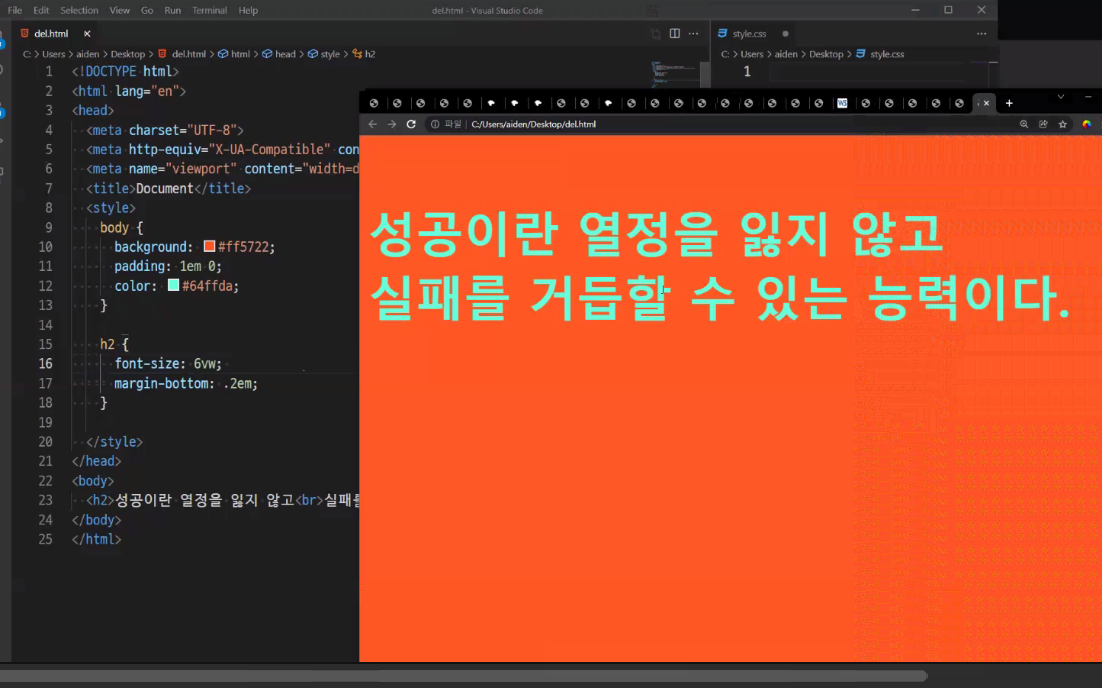 File Edit Selection View Go Run Terminal Help
del.html - Visual Studio Code
del.html
C: > Users > aiden > Desktop > del.html > html > head > style > h2
1 <!DOCTYPE html>
2 <html lang="en">
3 <head>
4 <meta charset="UTF-8">
5 <meta http-equiv="X-UA-Compatible" con
6 <meta name="viewport" content="width=d
7 <title>Document</title>
8 <style>
9 body {
10 background: #ff5722;
11 padding: 1em 0;
12 color: #64ffda;
13 }
14
15 h2 {
16 font-size: 6vw;
17 margin-bottom: .2em;
18 }
19
20 </style>
21 </head>
22 <body>
23 <h2>성공이란 열정을 잃지 않고<br>실패를
24 </body>
25 </html>
style.css
C: > Users > aiden > Desktop > style.css
1
파일 C:/Users/aiden/Desktop/del.html
성공이란 열정을 잃지 않고
실패를 거듭할 수 있는 능력이다.